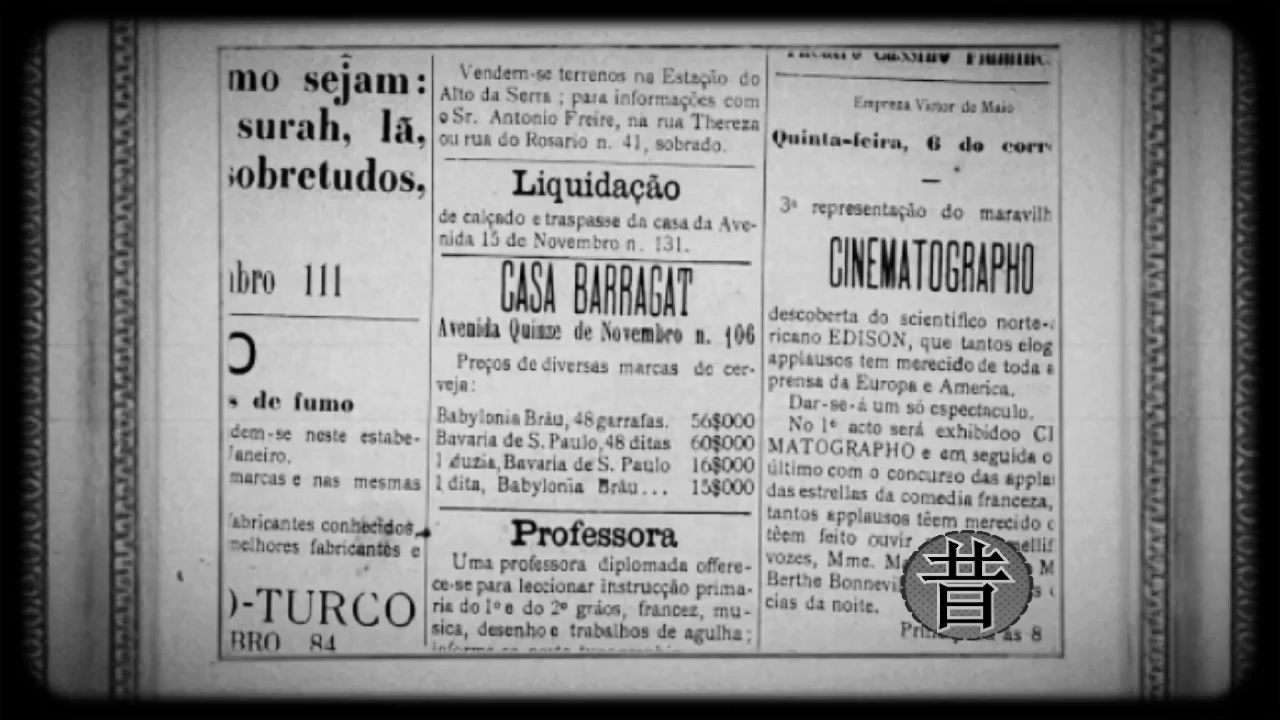 mo sejam:
surah, lã,
sobretudos,
bro 111
O
s de fumo
dem-se neste estabe-
Janeiro.
marcas e nas mesmas
fabricantes conhecidos
melhores fabricantes e
)-TURCO
BRO 84
Vendem-se terrenos na Estação do
Alto da Serra; para informações com
o Sr. Antonio Freire, na rua Thereza
ou rua do Rosario n. 41, sobrado.
Liquidação
de calçado e traspasse da casa da Ave-
nida 15 de Novembro n. 131.
CASA BARRAGAT
Avenida Quinze de Novembro n. 106
Preços de diversas marcas de cer-
veja:
Babylonia Bräu, 48 garrafas. 56$000
Bavaria de S. Paulo, 48 ditas 60$000
1 duzia, Bavaria de S. Paulo 16$000
1 dita, Babylonia Bräu... 15$000
Professora
Uma professora diplomada offere-
ce-se para leccionar instrucção prima-
ria do 1º e do 2º gráos, francez, mu-
sica, desenho e trabalhos de agulha;
Empreza Victor de Maio
Quinta-feira, 6 do corr
3ª representação do maravilh
CINEMATOGRAPHO
descoberta do scientifico norte-
ricano EDISON, que tantos elog
applausos tem merecido de toda a
prensa da Europa e America.
Dar-se-á um só espectaculo.
No 1º acto será exhibido o CI
MATOGRAPHO e em seguida o
último com o concurso das appla
das estrellas da comedia franceza,
tantos applausos têem merecido
têem feito ouvir mellif
vozes, Mme. M
Berthe Bonnevi
cias da noite.
ás 8
昔